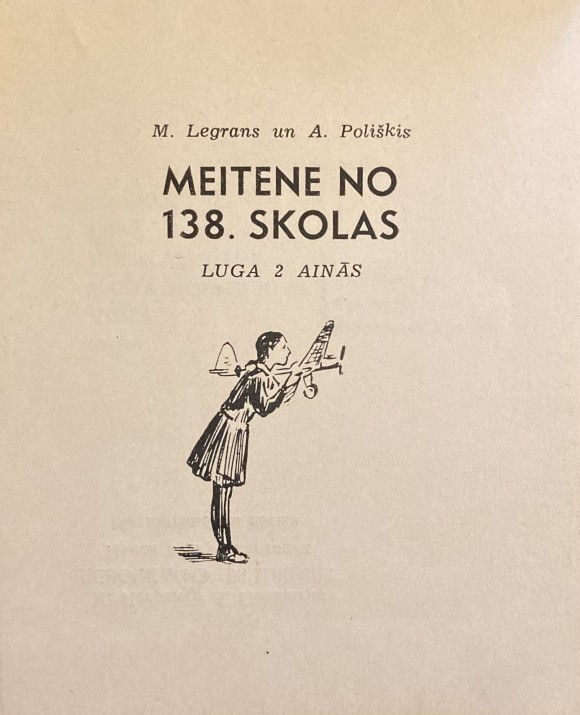 M. Legrans un A. Poliškis
MEITENE NO
138. SKOLAS
LUGA 2 AINĀS